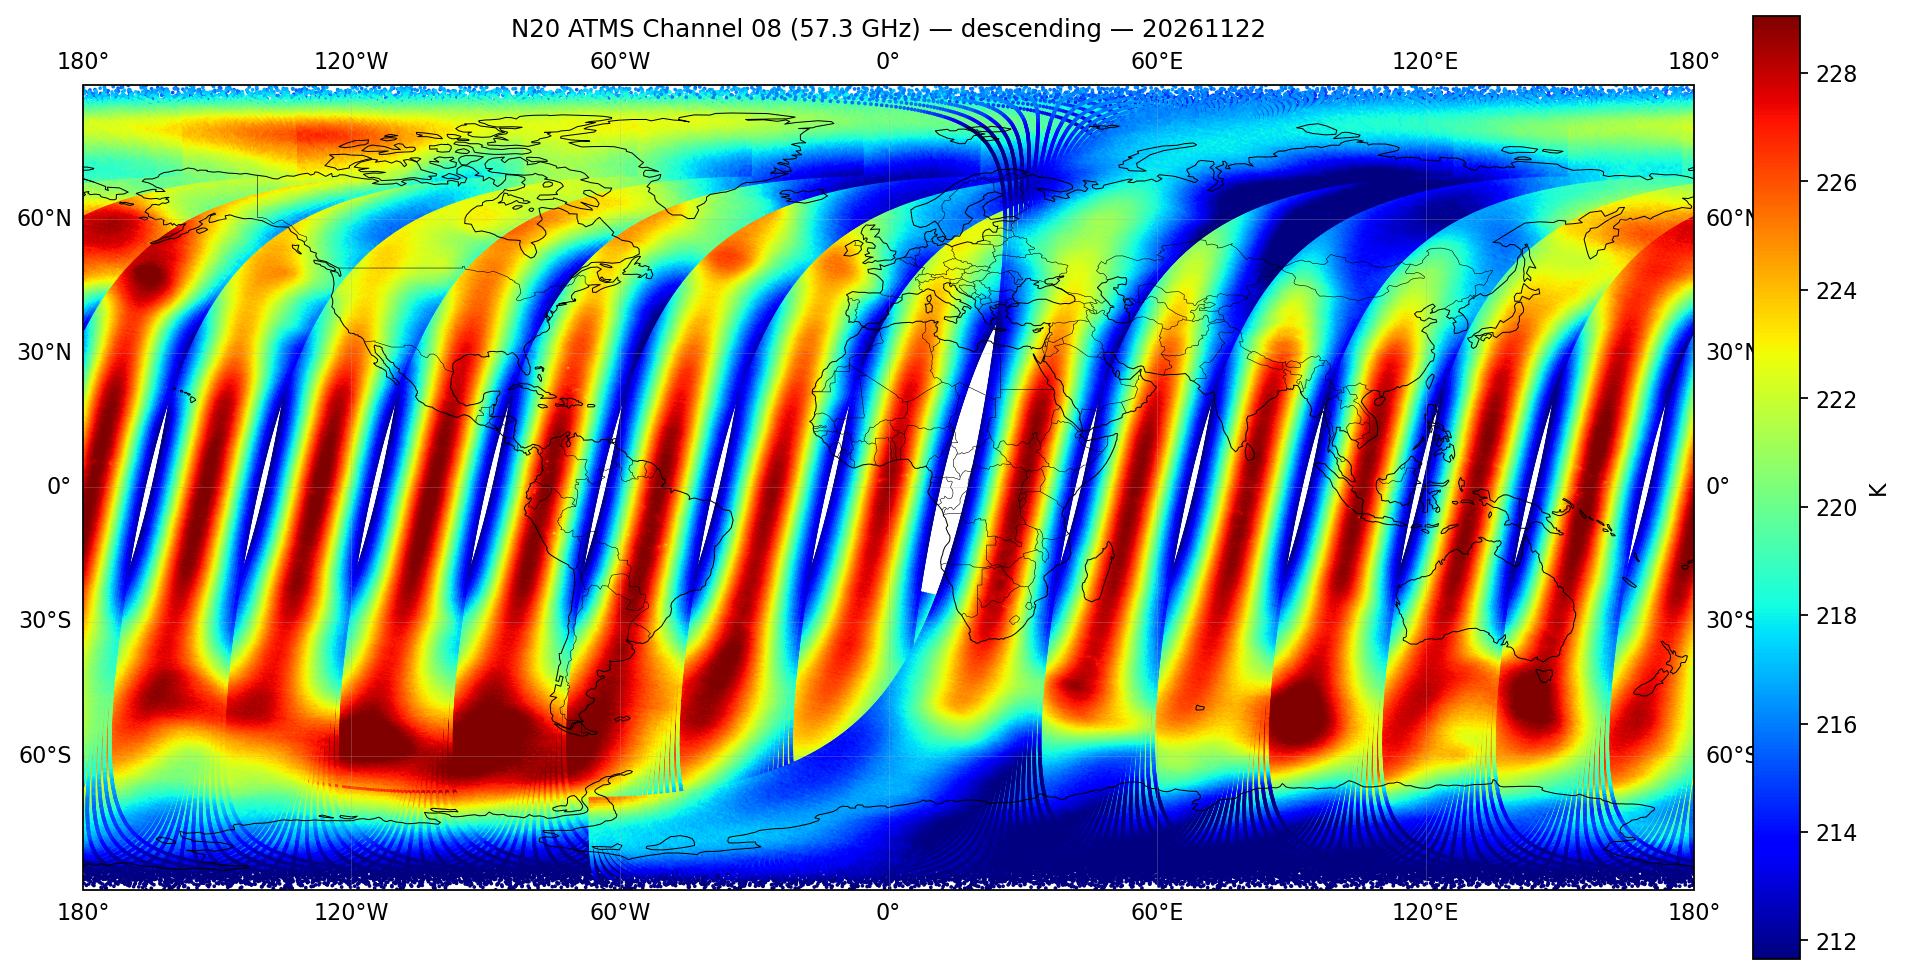 N20 ATMS Channel 08 (57.3 GHz) — descending — 20261122
180° 120°W 60°W 0° 60°E 120°E 180°
228
226
60°N 60°N
224
30°N 30°N
222
0° 0° K
220
30°S 30°S
218
60°S 60°S
216
214
180° 120°W 60°W 0° 60°E 120°E 180°
212